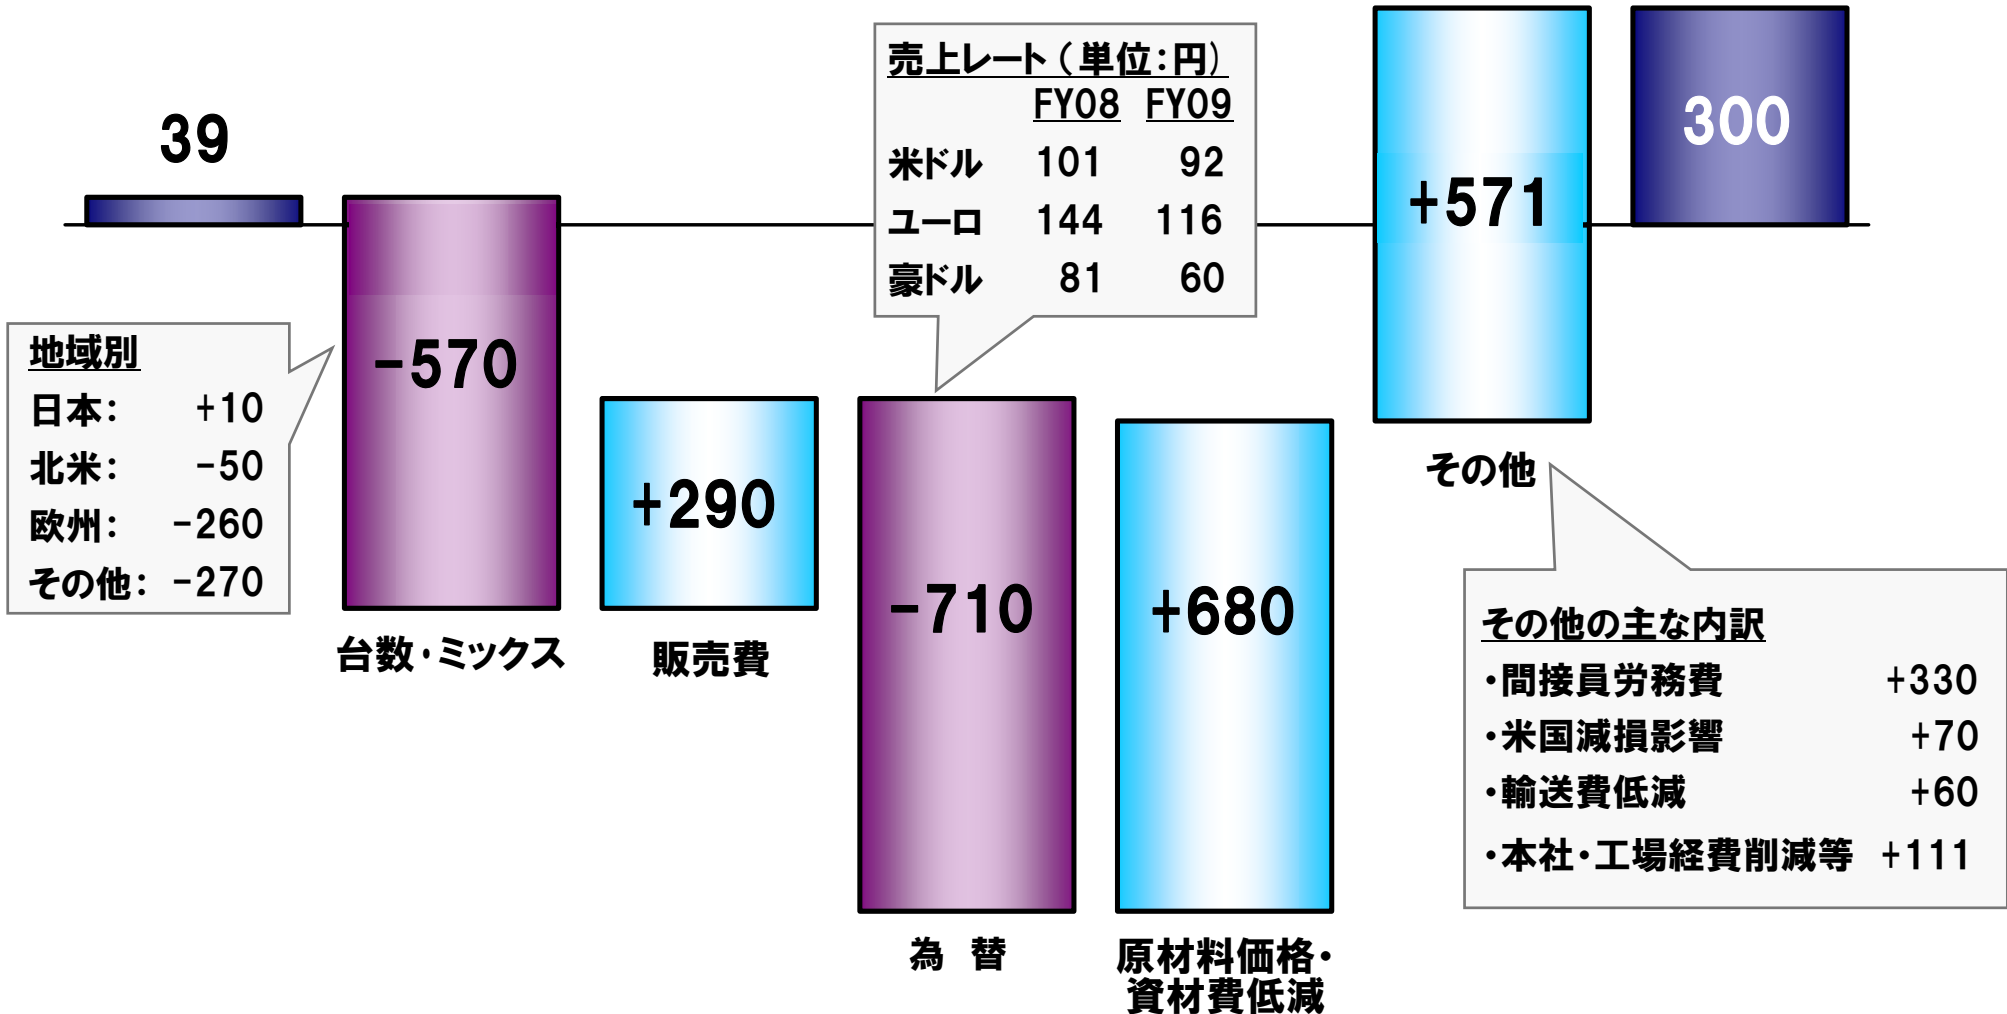 39
売上レート（単位：円）
FY08 FY09
米ドル 101 92
ユーロ 144 116
豪ドル 81 60
+571
300
地域別
日本： +10
北米： -50
欧州： -260
その他： -270
-570
台数・ミックス
+290
販売費
-710
為 替
+680
原材料価格・
資材費低減
その他
その他の主な内訳
・間接員労務費 +330
・米国減損影響 +70
・輸送費低減 +60
・本社・工場経費削減等 +111